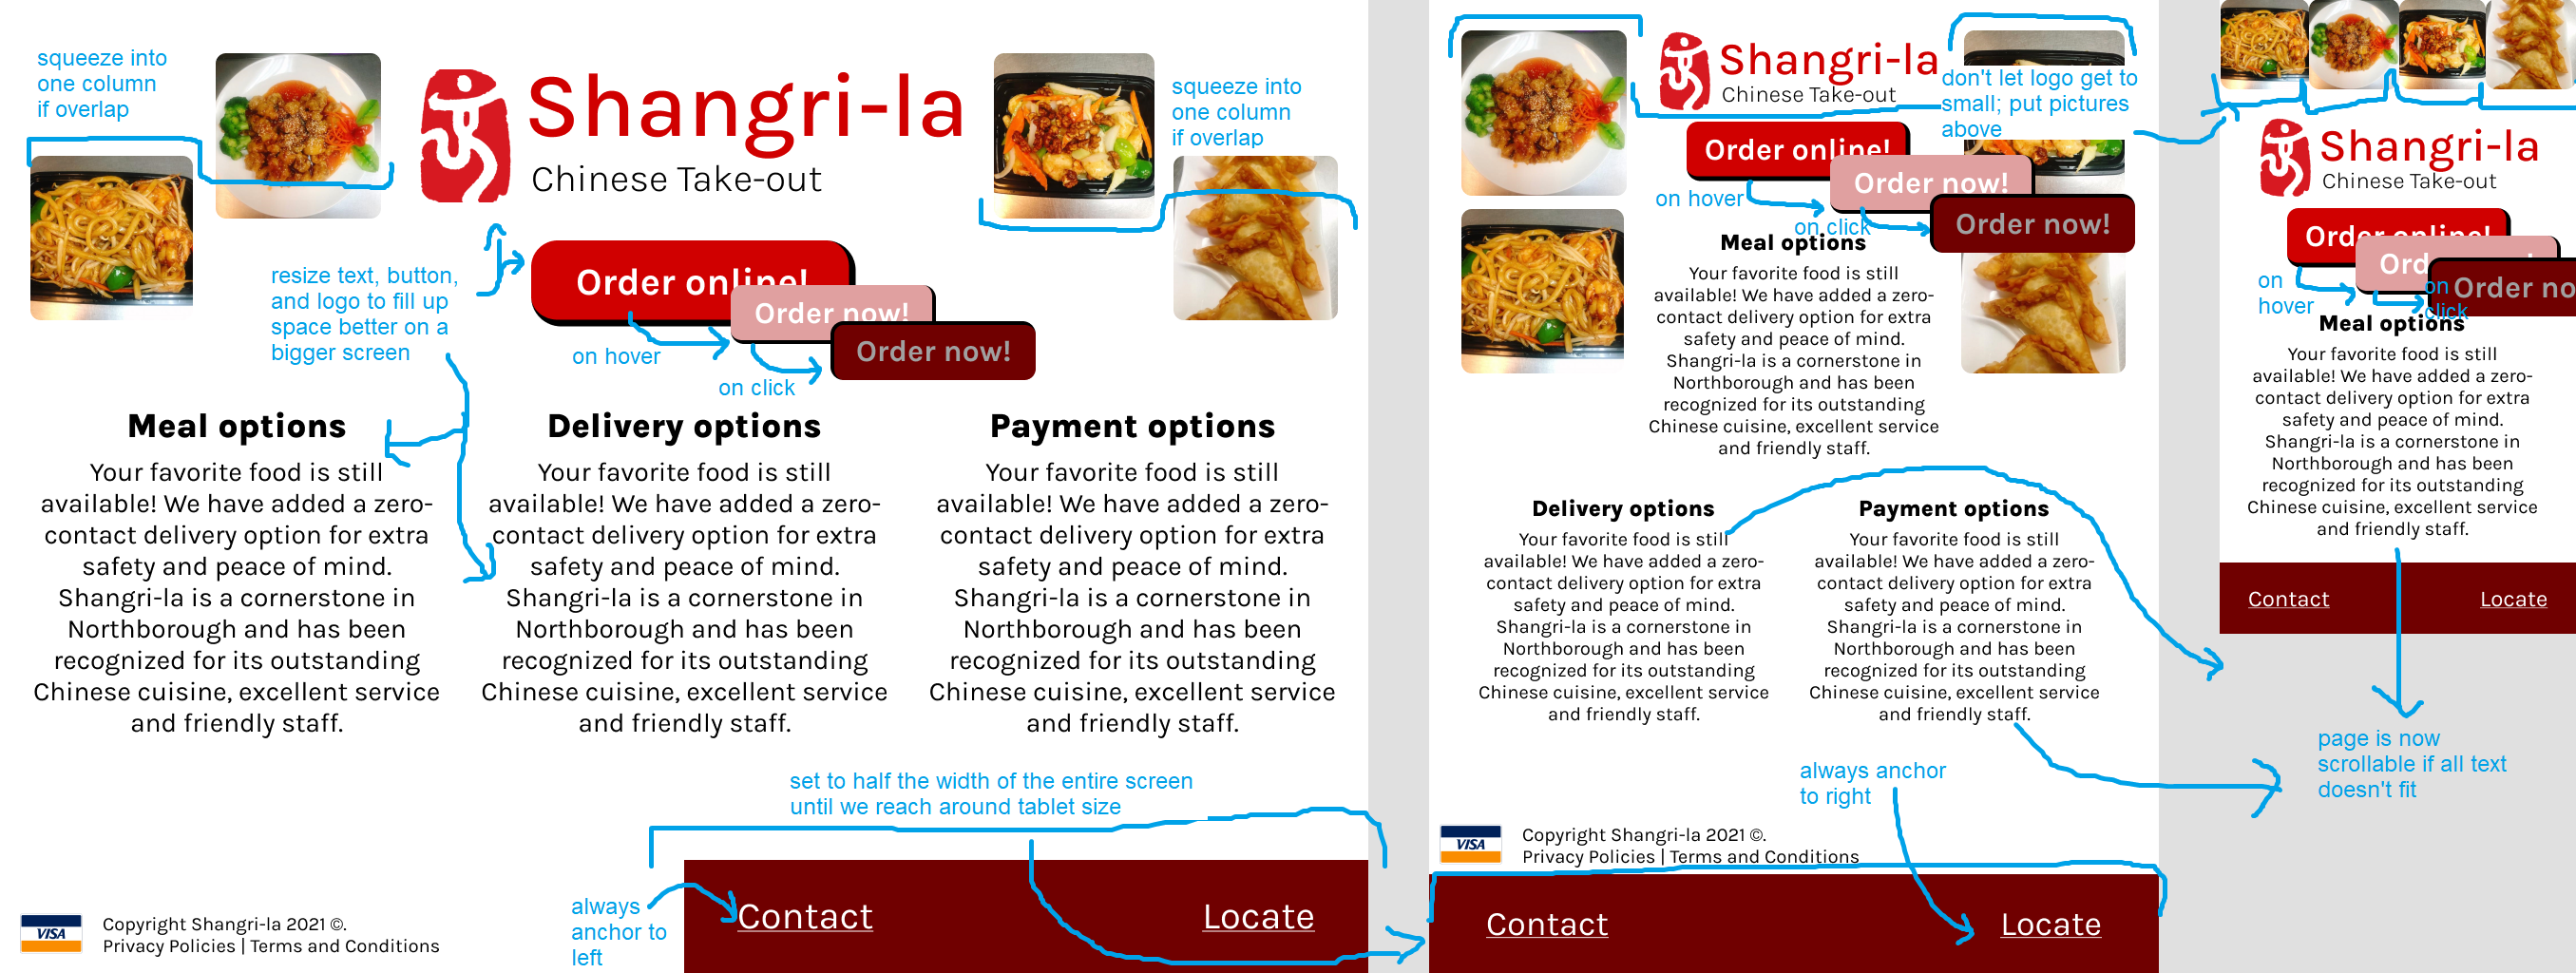 squeeze into
one column
if overlap
Shangri-la
Chinese Take-out
squeeze into
one column
if overlap
resize text, button,
and logo to fill up
space better on a
bigger screen
Order online!
Order now!
Order now!
on hover
on click
Meal options
Your favorite food is still
available! We have added a zero-
contact delivery option for extra
safety and peace of mind.
Shangri-la is a cornerstone in
Northborough and has been
recognized for its outstanding
Chinese cuisine, excellent service
and friendly staff.
Delivery options
Your favorite food is still
available! We have added a zero-
contact delivery option for extra
safety and peace of mind.
Shangri-la is a cornerstone in
Northborough and has been
recognized for its outstanding
Chinese cuisine, excellent service
and friendly staff.
Payment options
Your favorite food is still
available! We have added a zero-
contact delivery option for extra
safety and peace of mind.
Shangri-la is a cornerstone in
Northborough and has been
recognized for its outstanding
Chinese cuisine, excellent service
and friendly staff.
set to half the width of the entire screen
until we reach around tablet size
always
anchor to
left
Contact
Locate
VISA
Copyright Shangri-la 2021 ©.
Privacy Policies | Terms and Conditions
Shangri-la
Chinese Take-out
don't let logo get to
small; put pictures
above
Order online!
Order now!
Order now!
on hover
on click
Meal options
Your favorite food is still
available! We have added a zero-
contact delivery option for extra
safety and peace of mind.
Shangri-la is a cornerstone in
Northborough and has been
recognized for its outstanding
Chinese cuisine, excellent service
and friendly staff.
Delivery options
Your favorite food is still
available! We have added a zero-
contact delivery option for extra
safety and peace of mind.
Shangri-la is a cornerstone in
Northborough and has been
recognized for its outstanding
Chinese cuisine, excellent service
and friendly staff.
Payment options
Your favorite food is still
available! We have added a zero-
contact delivery option for extra
safety and peace of mind.
Shangri-la is a cornerstone in
Northborough and has been
recognized for its outstanding
Chinese cuisine, excellent service
and friendly staff.
always anchor
to right
VISA
Copyright Shangri-la 2021 ©.
Privacy Policies | Terms and Conditions
Contact
Locate
Shangri-la
Chinese Take-out
Order online!
Ord
Order no
on
hover
on
click
Meal options
Your favorite food is still
available! We have added a zero-
contact delivery option for extra
safety and peace of mind.
Shangri-la is a cornerstone in
Northborough and has been
recognized for its outstanding
Chinese cuisine, excellent service
and friendly staff.
Contact
Locate
page is now
scrollable if all text
doesn't fit